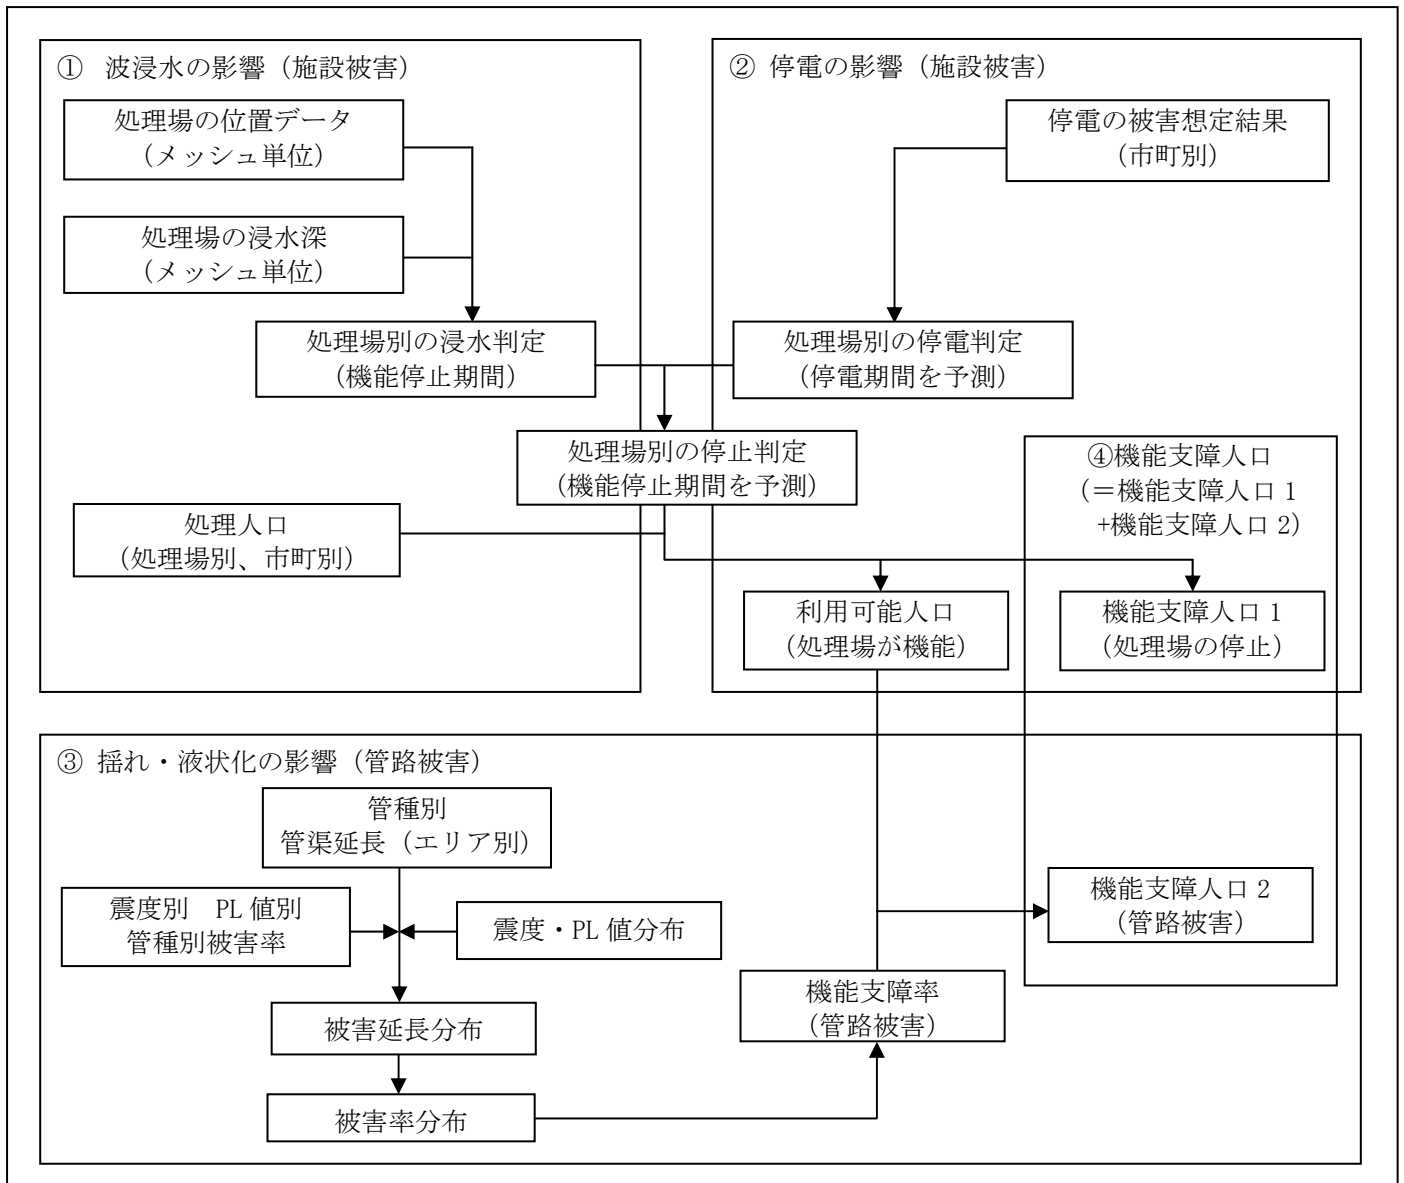 ① 波浸水の影響（施設被害）
処理場の位置データ
（メッシュ単位）
処理場の浸水深
（メッシュ単位）
処理場別の浸水判定
（機能停止期間）
② 停電の影響（施設被害）
停電の被害想定結果
（市町別）
処理場別の停電判定
（停電期間を予測）
処理場別の停止判定
（機能停止期間を予測）
処理人口
（処理場別、市町別）
④機能支障人口
（＝機能支障人口 1
+機能支障人口 2）
利用可能人口
（処理場が機能）
機能支障人口 1
（処理場の停止）
③ 揺れ・液状化の影響（管路被害）
管種別
管渠延長（エリア別）
震度別　PL 値別
管種別被害率
震度・PL 値分布
被害延長分布
被害率分布
機能支障率
（管路被害）
機能支障人口 2
（管路被害）